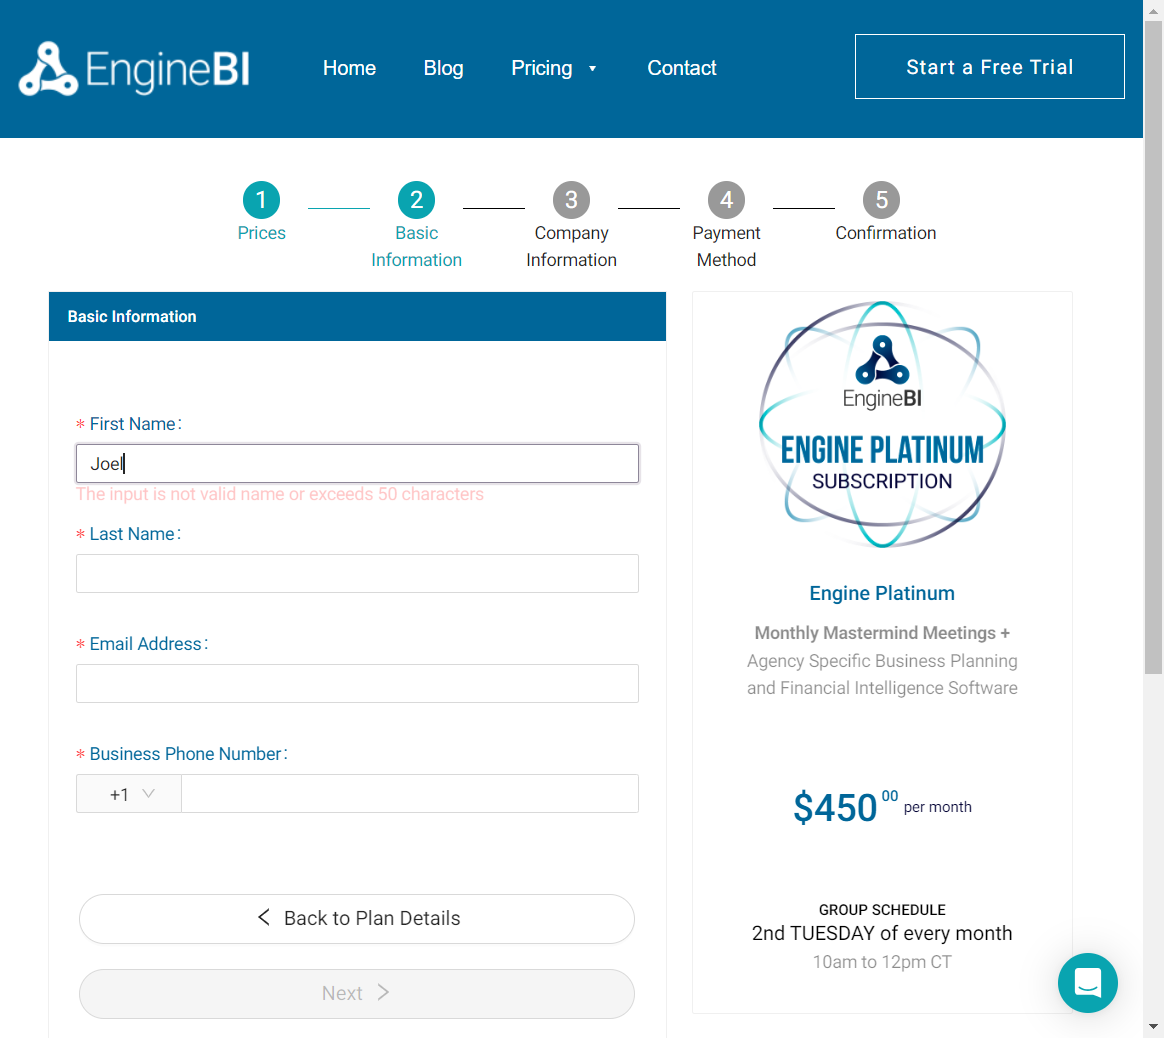 EngineBI
Home
Blog
Pricing
Contact
Start a Free Trial
1
Prices
2
Basic
Information
3
Company
Information
4
Payment
Method
5
Confirmation
Basic Information
* First Name:
Joel
The input is not valid name or exceeds 50 characters
* Last Name:
* Email Address:
* Business Phone Number:
+1
Back to Plan Details
Next
EngineBI
ENGINE PLATINUM
SUBSCRIPTION
Engine Platinum
Monthly Mastermind Meetings +
Agency Specific Business Planning
and Financial Intelligence Software
$450 00 per month
GROUP SCHEDULE
2nd TUESDAY of every month
10am to 12pm CT